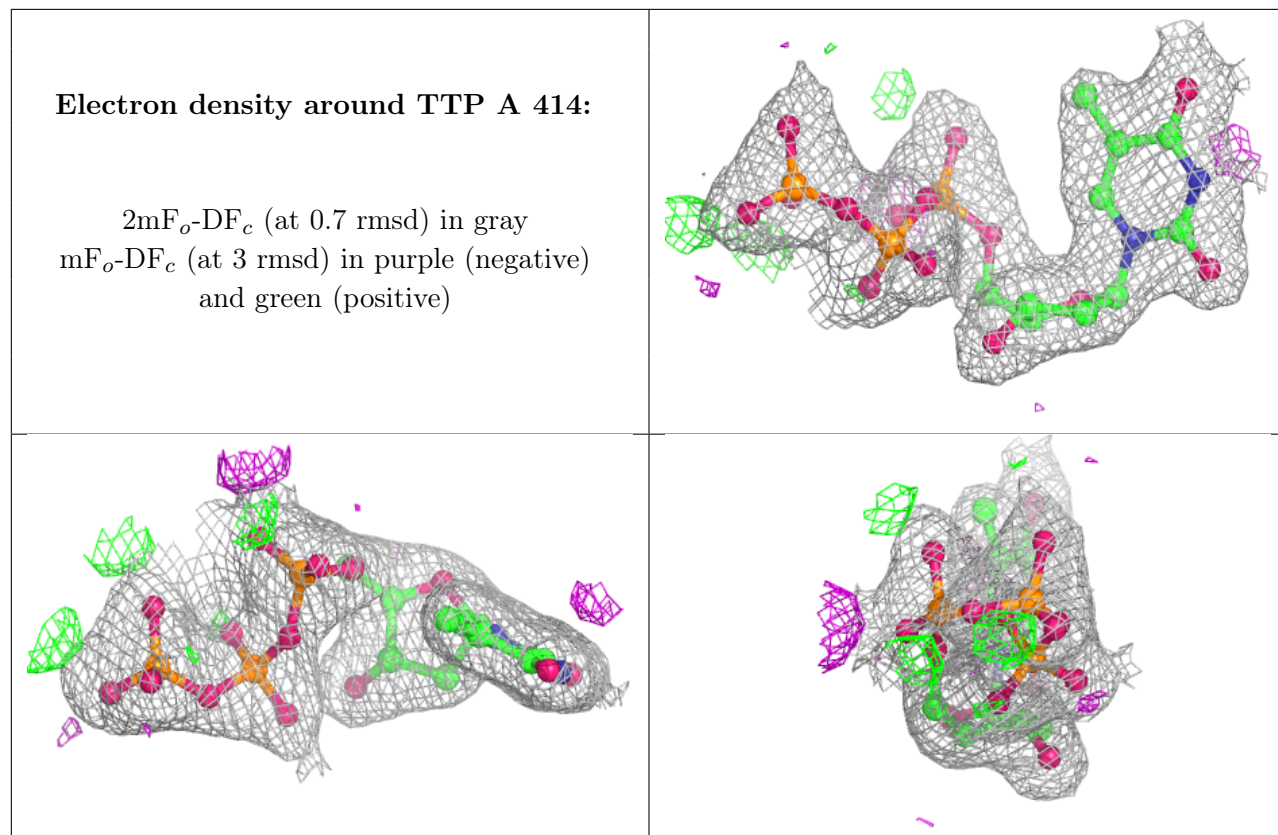 Electron density around TTP A 414:
2mFo-DFc (at 0.7 rmsd) in gray
mFo-DFc (at 3 rmsd) in purple (negative)
and green (positive)